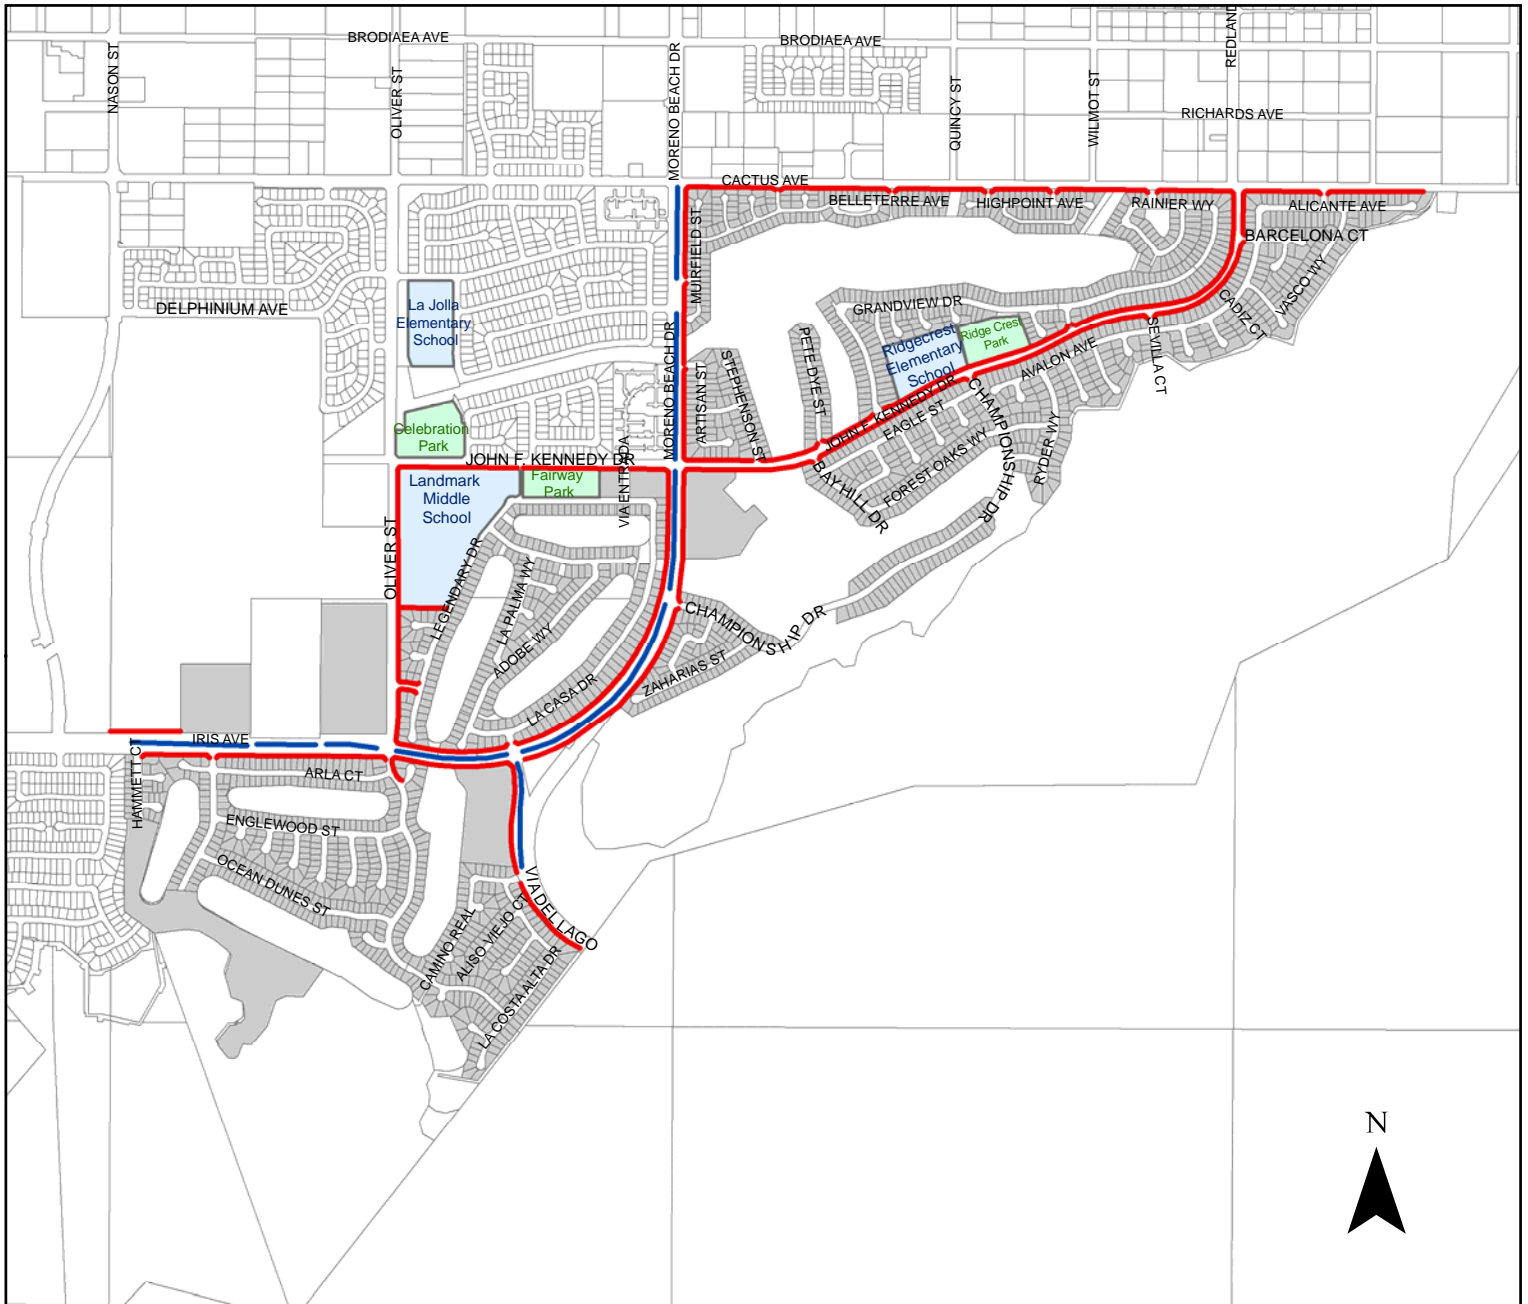 BRODIAEA AVE
BRODIAEA AVE
REDLAND
NASON ST
OLIVER ST
MORENO BEACH DR
QUINCY ST
WILMOT ST
RICHARDS AVE
CACTUS AVE
BELLETERRE AVE
HIGHPOINT AVE
RAINIER WY
ALICANTE AVE
BARCELONA CT
MUIRFIELD ST
VASCO WY
CADIZ CT
GRANDVIEW DR
DELPHINIUM AVE
La Jolla
Elementary
School
Ridgecrest
Elementary
School
Ridge Crest
Park
SEVILLA CT
AVALON AVE
MORENO BEACH DR
ARTISAN ST
STEPHENSON ST
PETE DYE ST
JOHN F. KENNEDY DR
EAGLE ST
CHAMPIONSHIP DR
RYDER WY
FOREST OAKS WY
BAY HILL DR
Celebration
Park
JOHN F. KENNEDY DR
VIA ENTRADA
Fairway
Park
Landmark
Middle
School
OLIVER ST
LEGENDARY DR
LA PALMA WY
ADOBE WY
LA CASA DR
CHAMPIONSHIP DR
ZAHARIAS ST
IRIS AVE
HAMMETT CT
ARLA CT
ENGLEWOOD ST
OCEAN DUNES ST
VIA DEL LAGO
CAMINO REAL
ALISO VIEJO CT
LA COSTA ALTA DR
N